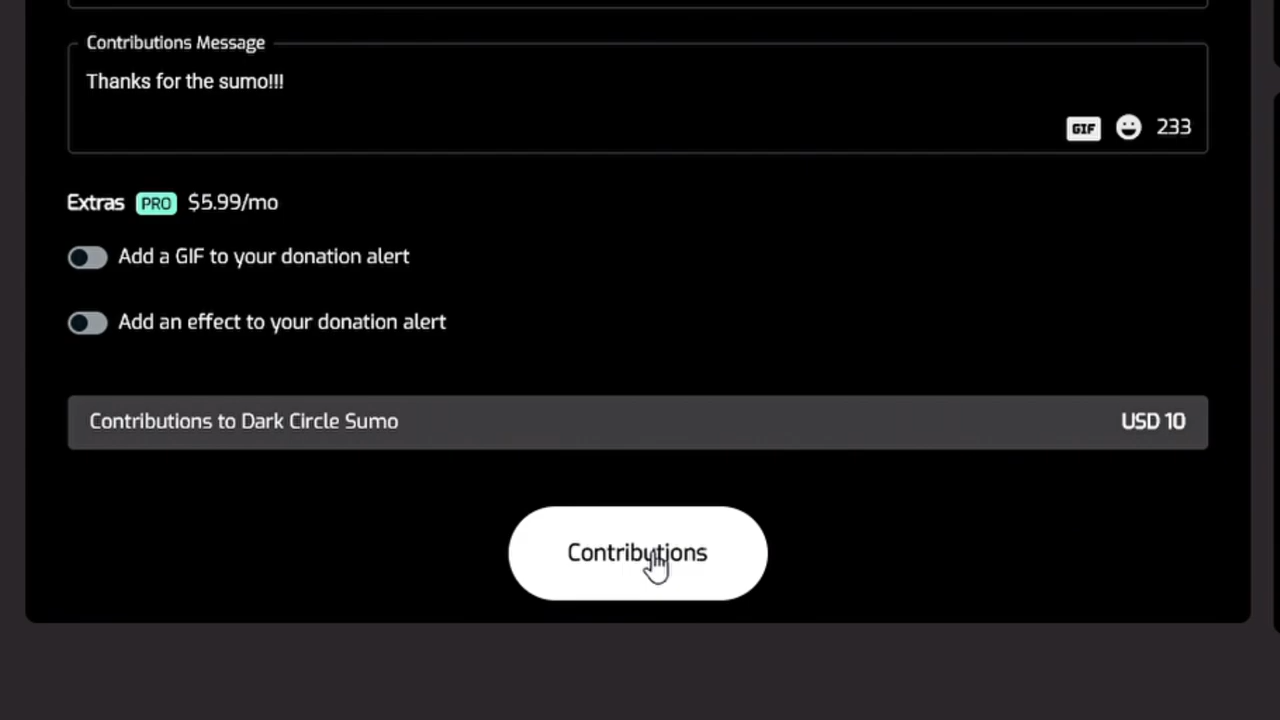 Contributions Message
Thanks for the sumo!!!
GIF 233
Extras PRO $5.99/mo
Add a GIF to your donation alert
Add an effect to your donation alert
Contributions to Dark Circle Sumo USD 10
Contributions